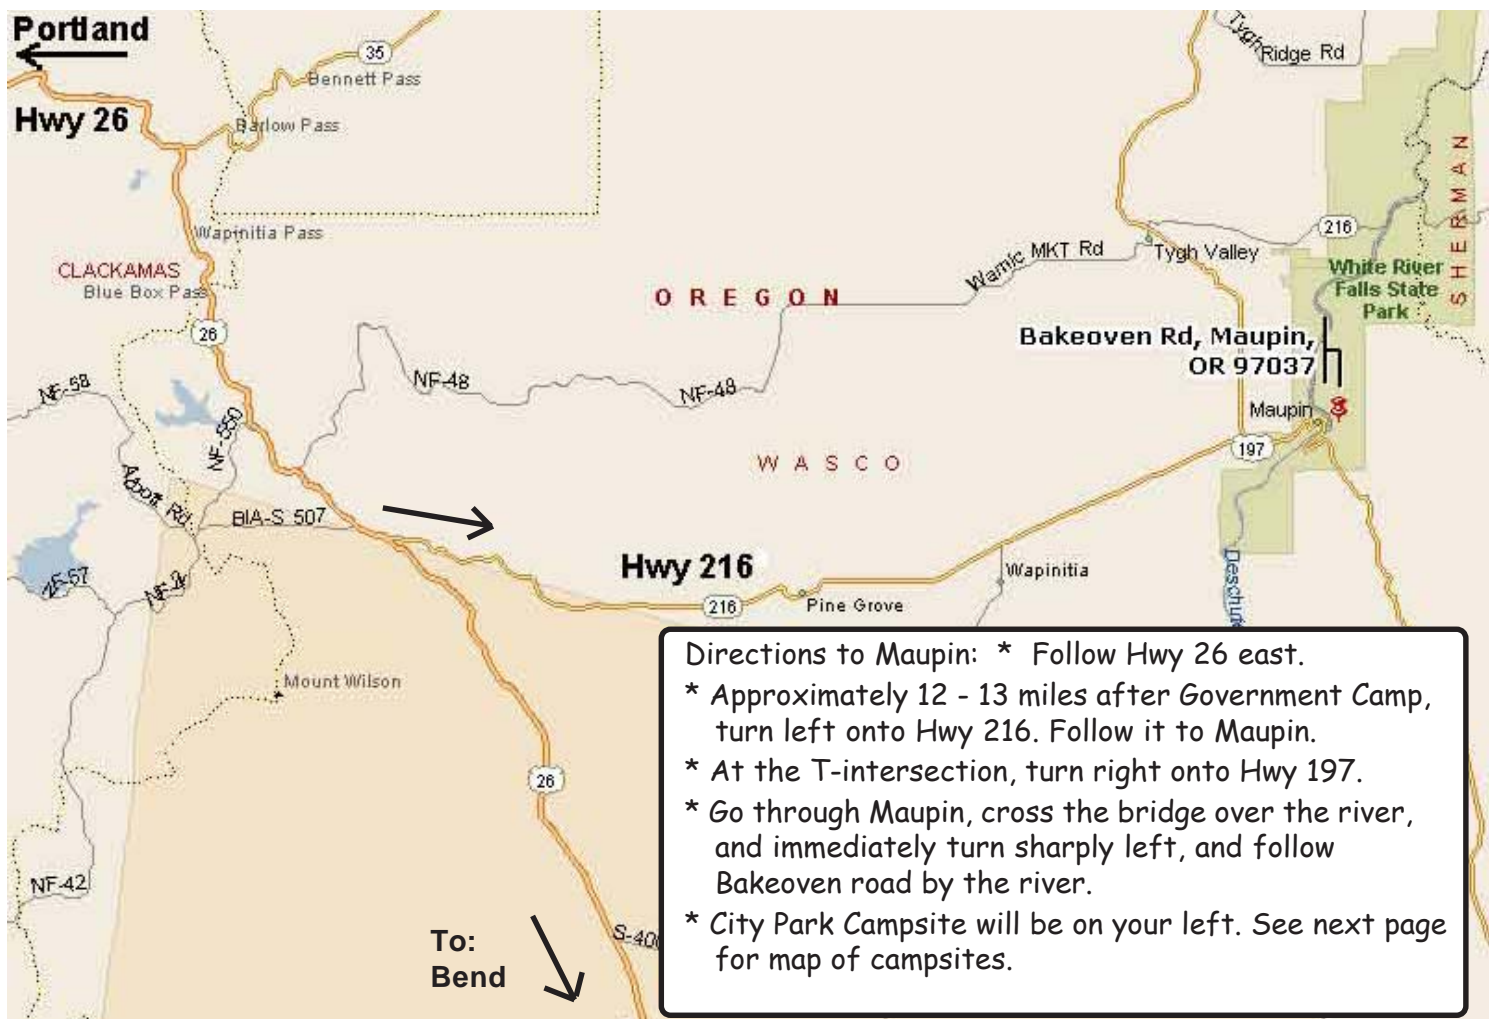 Portland
35
Bennett Pass
Hwy 26
Barlow Pass
Tygh
Ridge Rd
SHERMAN
Wapinitia Pass
216
Wamic MKT Rd
Tygh Valley
CLACKAMAS
Blue Box Pass
OREGON
White River
Falls State
Park
26
Bakeoven Rd, Maupin,
OR 97037
NF-58
NF-48
NF-48
Maupin
NF-550
197
WASCO
Abbott Rd
BIA-S 507
Hwy 216
Wapinitia
Deschute
NF-57
NF-2
216
Pine Grove
Mount Wilson
26
NF-42
S-400
To:
Bend
Directions to Maupin: * Follow Hwy 26 east.
* Approximately 12 - 13 miles after Government Camp,
turn left onto Hwy 216. Follow it to Maupin.
* At the T-intersection, turn right onto Hwy 197.
* Go through Maupin, cross the bridge over the river,
and immediately turn sharply left, and follow
Bakeoven road by the river.
* City Park Campsite will be on your left. See next page
for map of campsites.